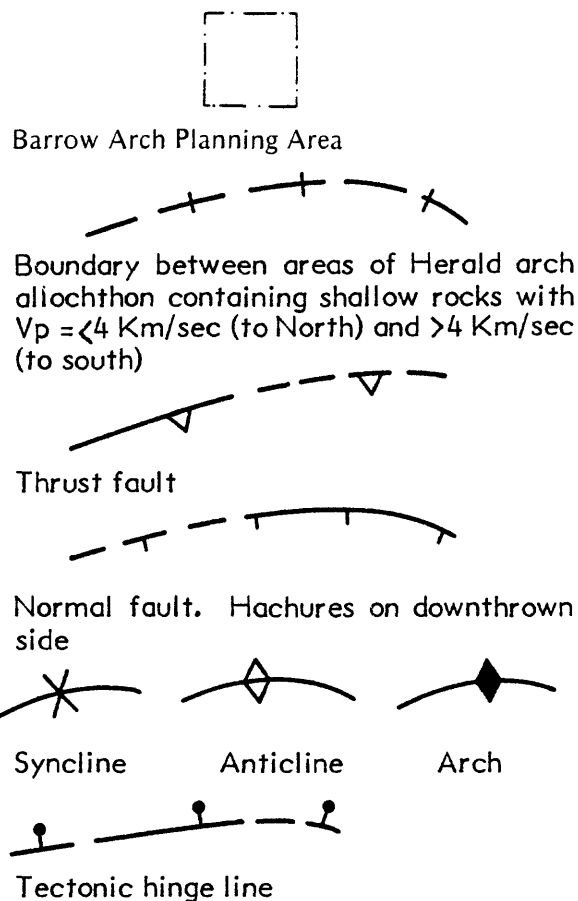 Barrow Arch Planning Area
Boundary between areas of Herald arch
allochthon containing shallow rocks with
Vp =<4 Km/sec (to North) and >4 Km/sec
(to south)
Thrust fault
Normal fault. Hachures on downthrown
side
Syncline Anticline Arch
Tectonic hinge line